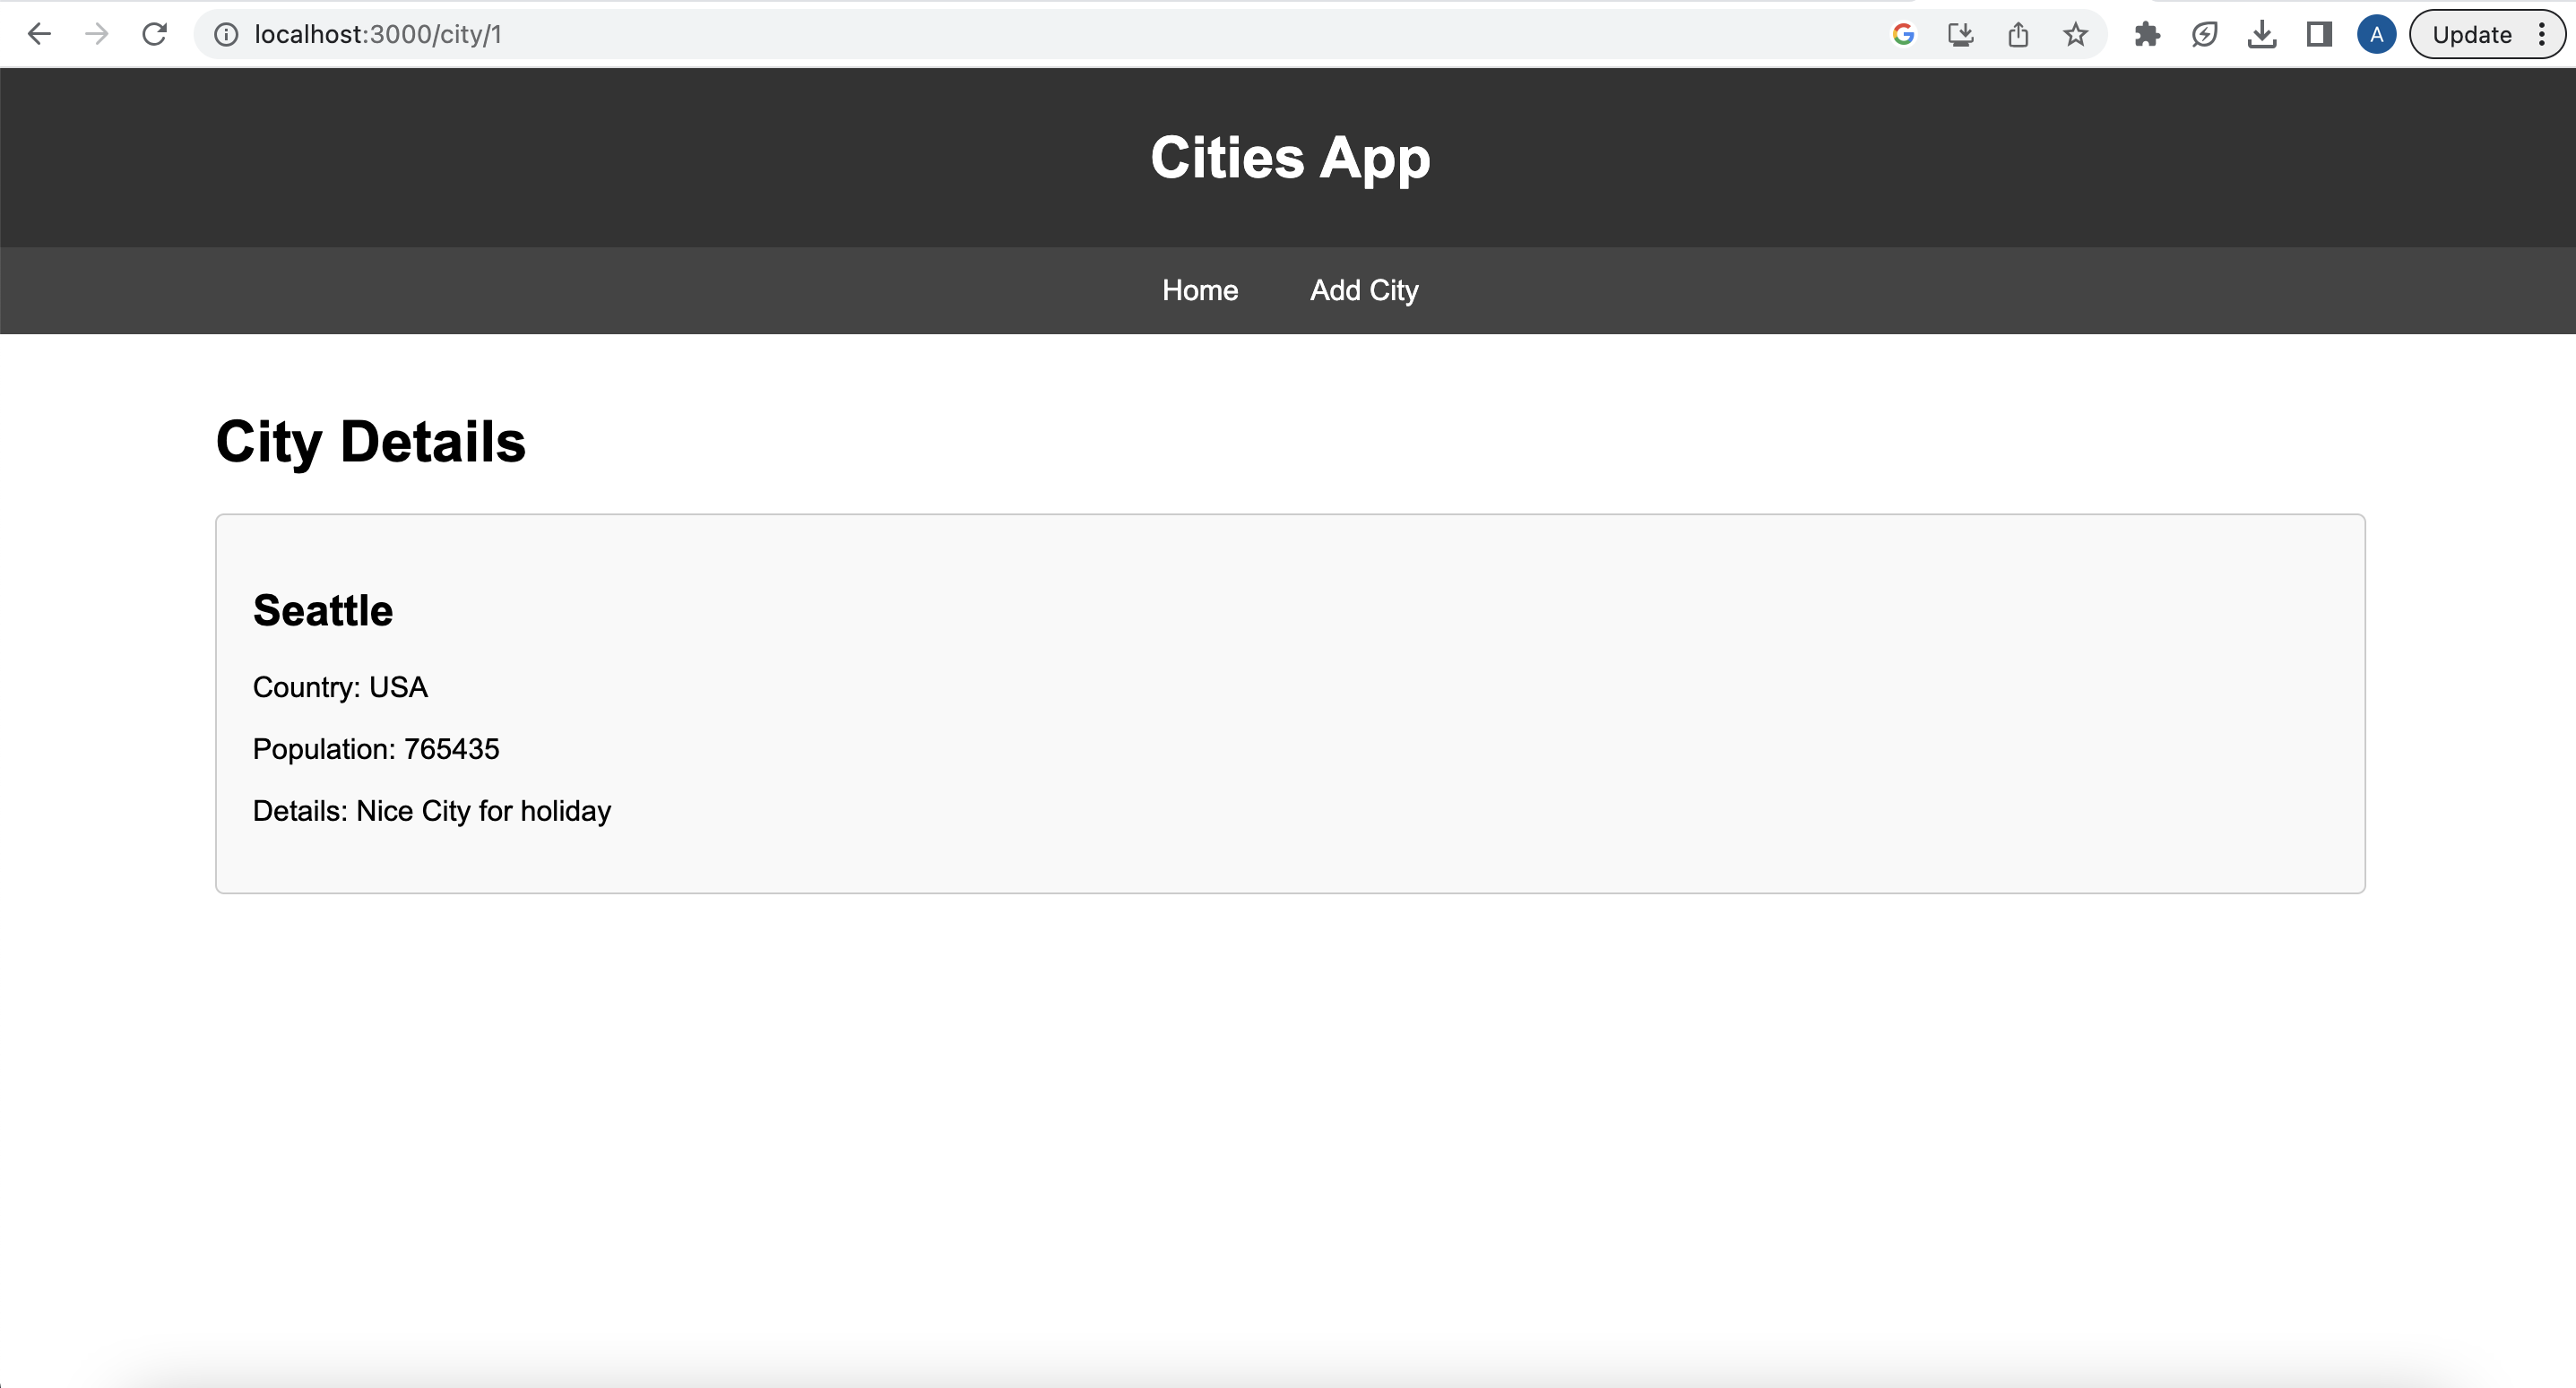 localhost:3000/city/1
A
Update
Cities App
Home Add City
City Details
Seattle
Country: USA
Population: 765435
Details: Nice City for holiday